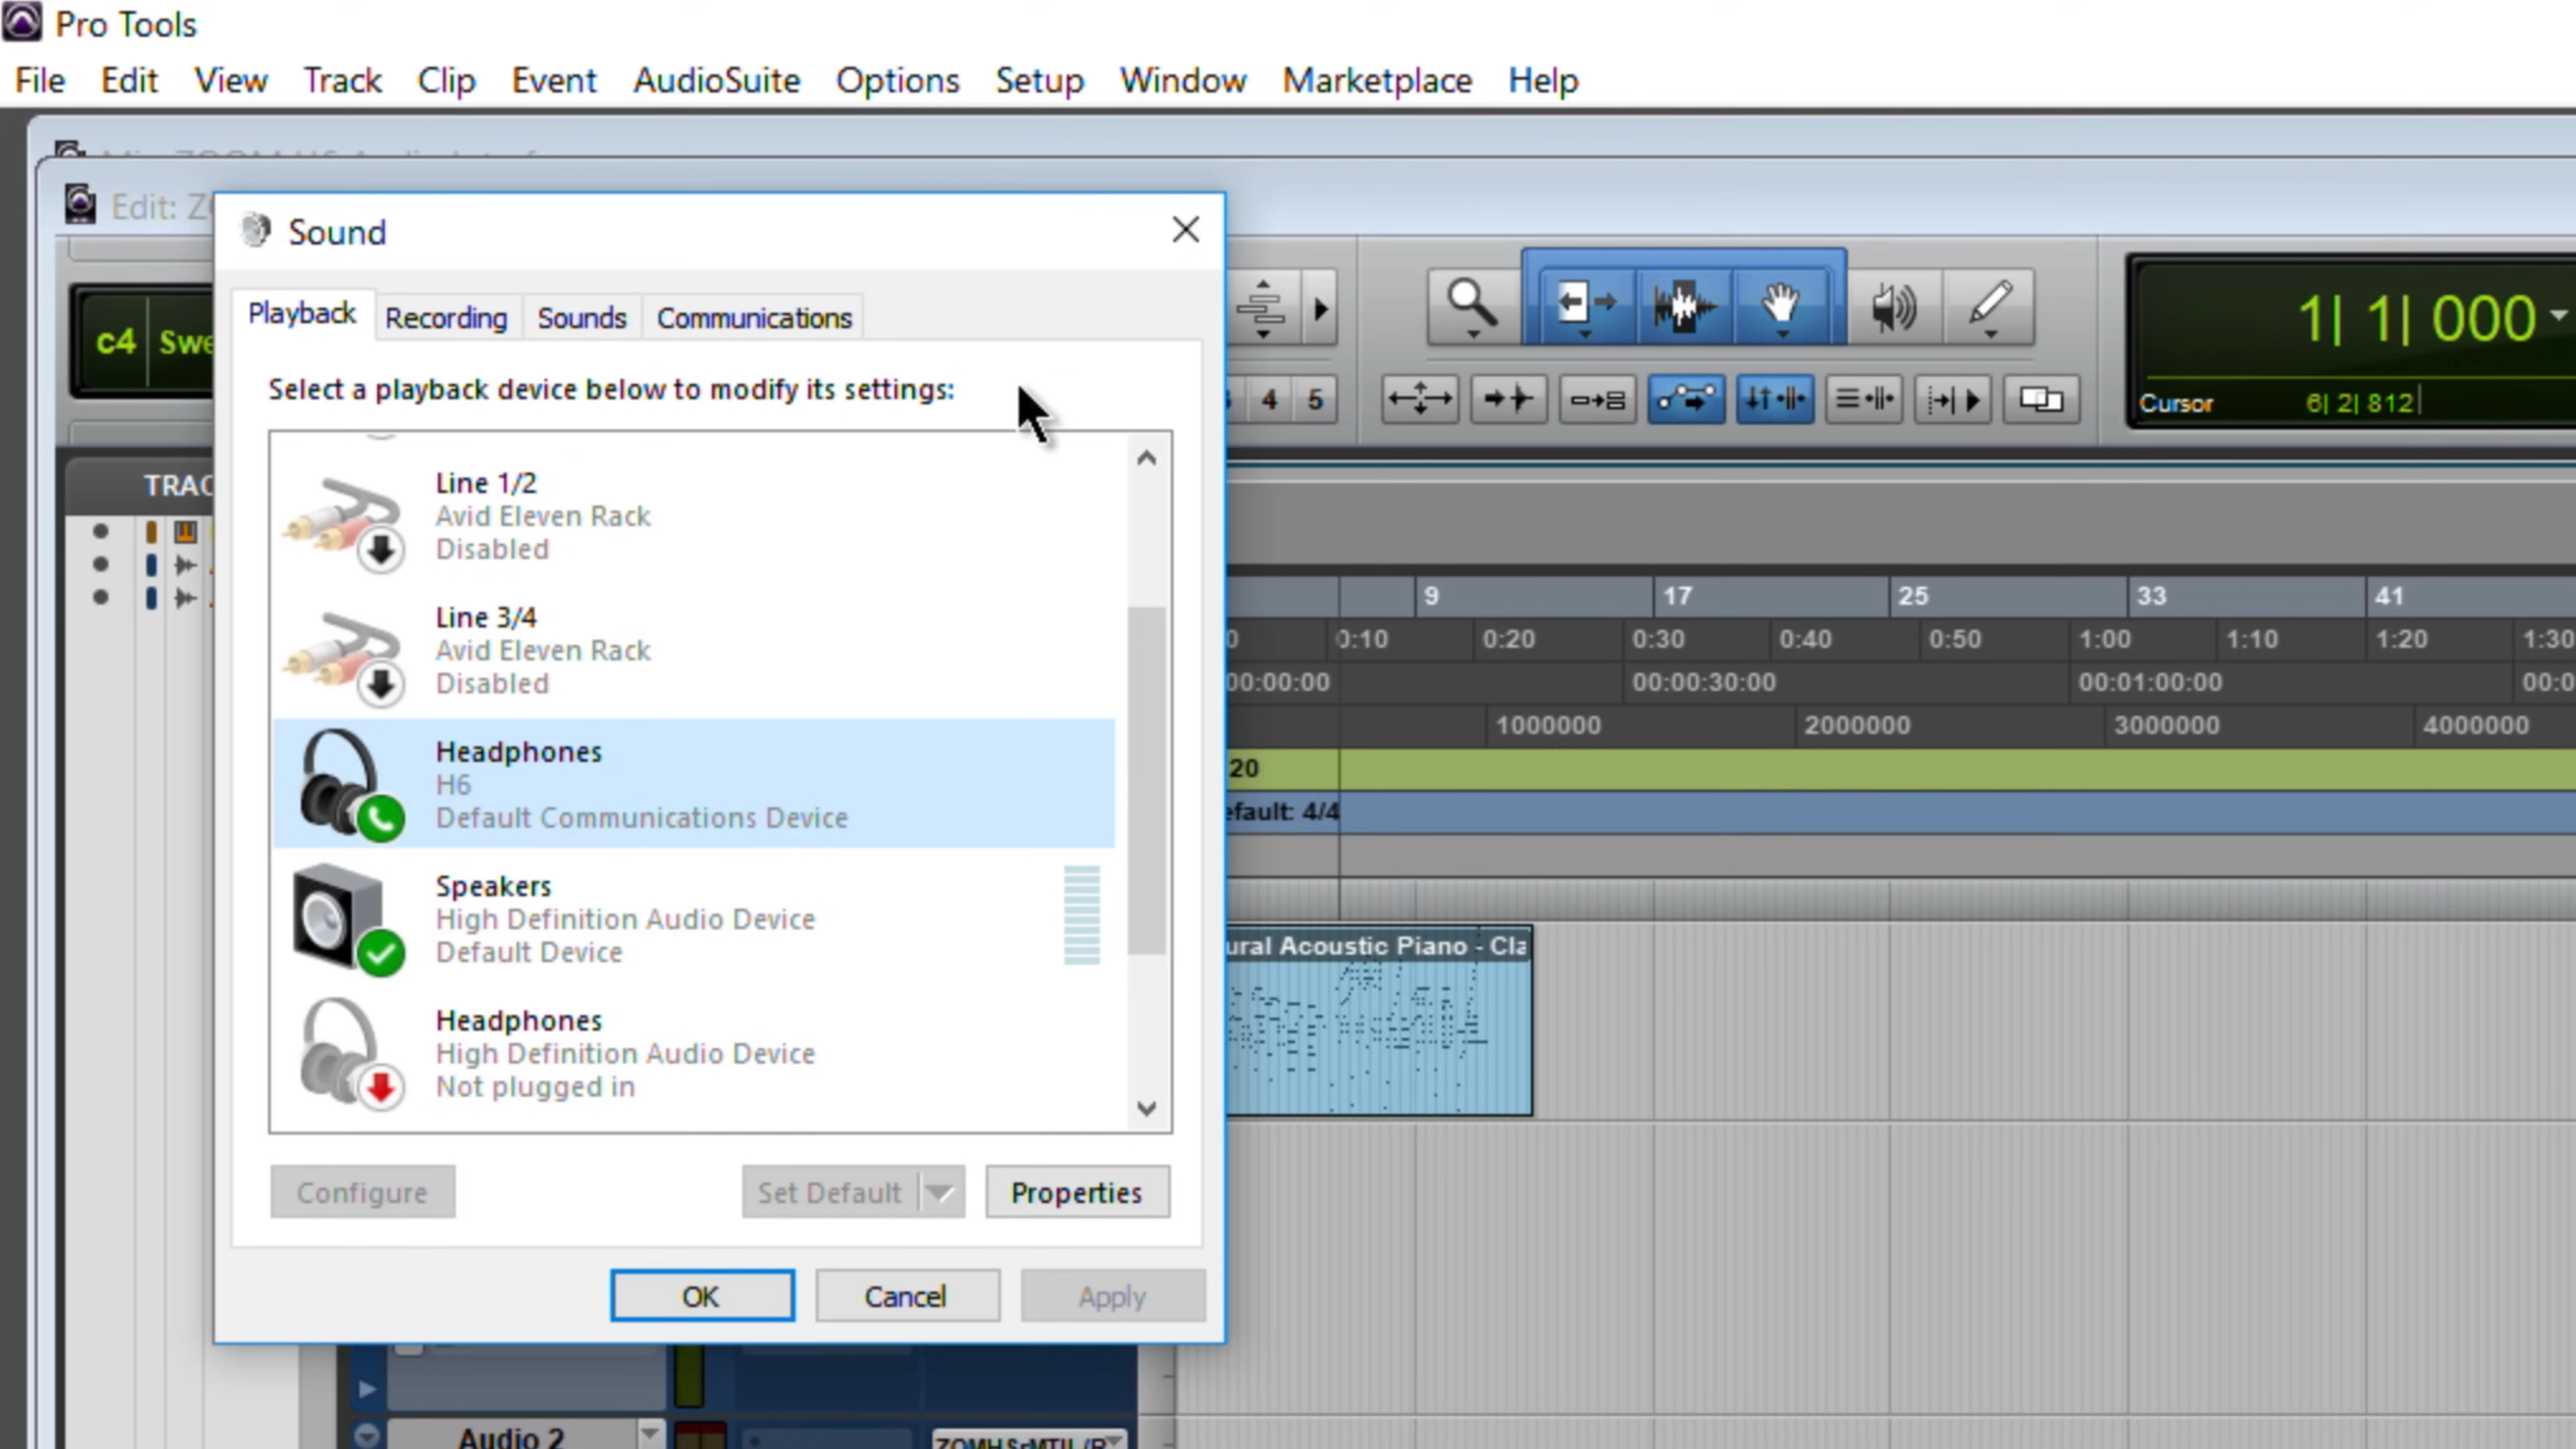 Pro Tools
File Edit View Track Clip Event AudioSuite Options Setup Window Marketplace Help
Edit:
Sound
Playback Recording Sounds Communications
Select a playback device below to modify its settings:
Line 1/2
Avid Eleven Rack
Disabled
Line 3/4
Avid Eleven Rack
Disabled
Headphones
H6
Default Communications Device
Speakers
High Definition Audio Device
Default Device
Headphones
High Definition Audio Device
Not plugged in
Configure Set Default Properties
OK Cancel Apply
c4 Swe
TRAC
4 5
1| 1| 000
Cursor 6| 2| 812
9 17 25 33 41
0 0:10 0:20 0:30 0:40 0:50 1:00 1:10 1:20 1:30
00:00:00 00:00:30:00 00:01:00:00 00:0
1000000 2000000 3000000 4000000
20
efault: 4/4
ural Acoustic Piano - Cla
Audio 2